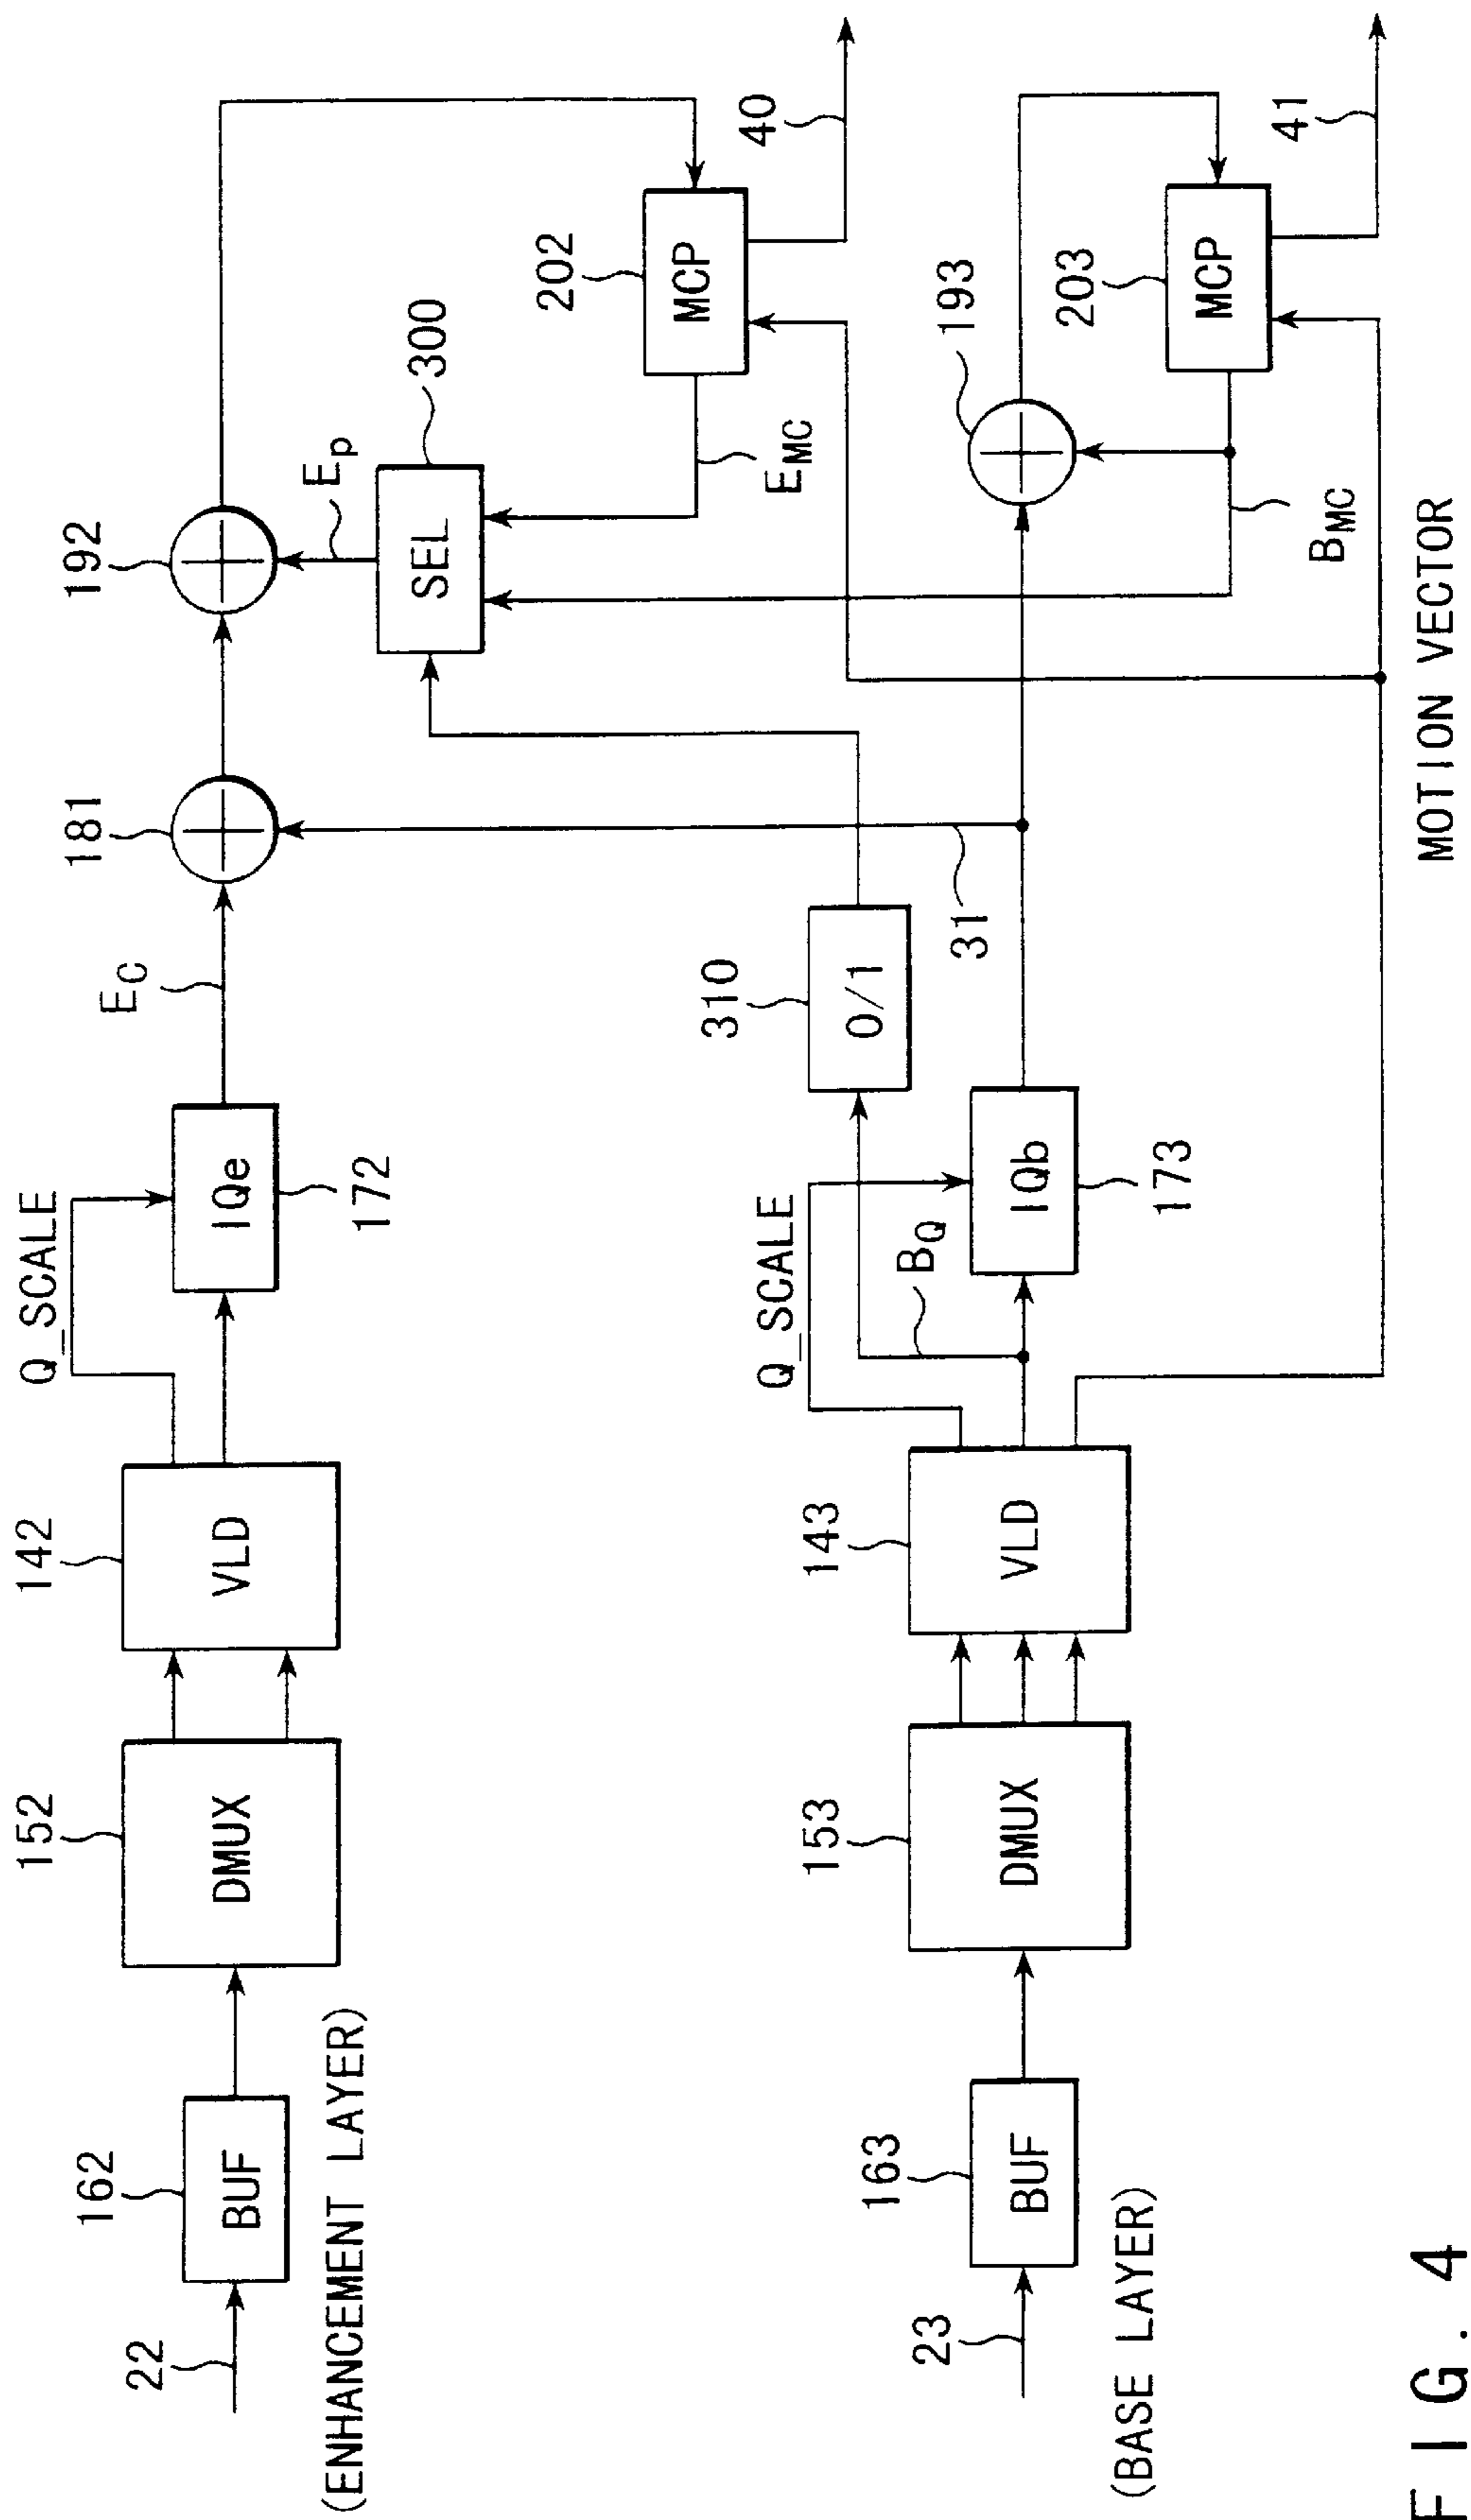 22
162
BUF
(ENHANCEMENT LAYER)
152
DMUX
142
VLD
Q_SCALE
IQe
172
EC
181
192
Ep
SEL
300
EMC
202
MCP
40
23
163
BUF
(BASE LAYER)
153
DMUX
143
VLD
Q_SCALE
BQ
IQb
173
310
0/1
31
193
BMC
203
MCP
41
MOTION VECTOR
FIG. 4